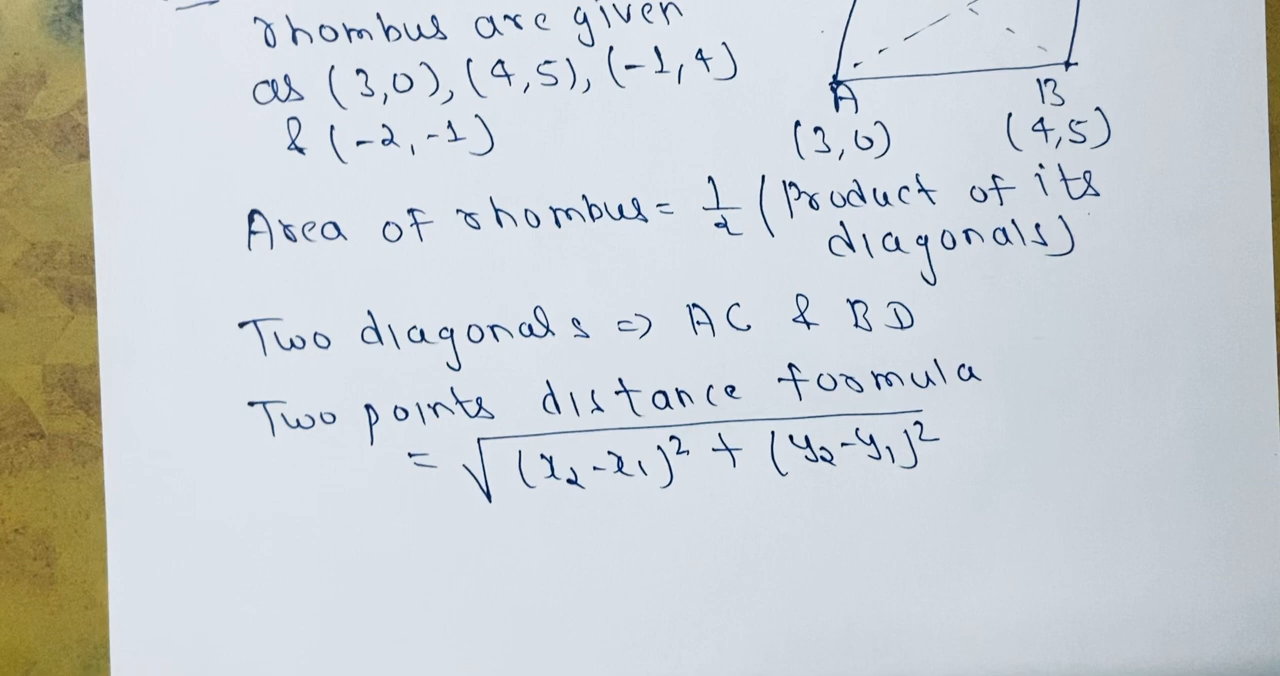 rhombus are given
as (3,0), (4,5), (-1,4)
& (-2,-1)
A
B
(3,0)
(4,5)
Area of rhombus = 1/2 (Product of its
diagonals)
Two diagonals => AC & BD
Two points distance formula
= √(x₂-x₁)² + (y₂-y₁)²